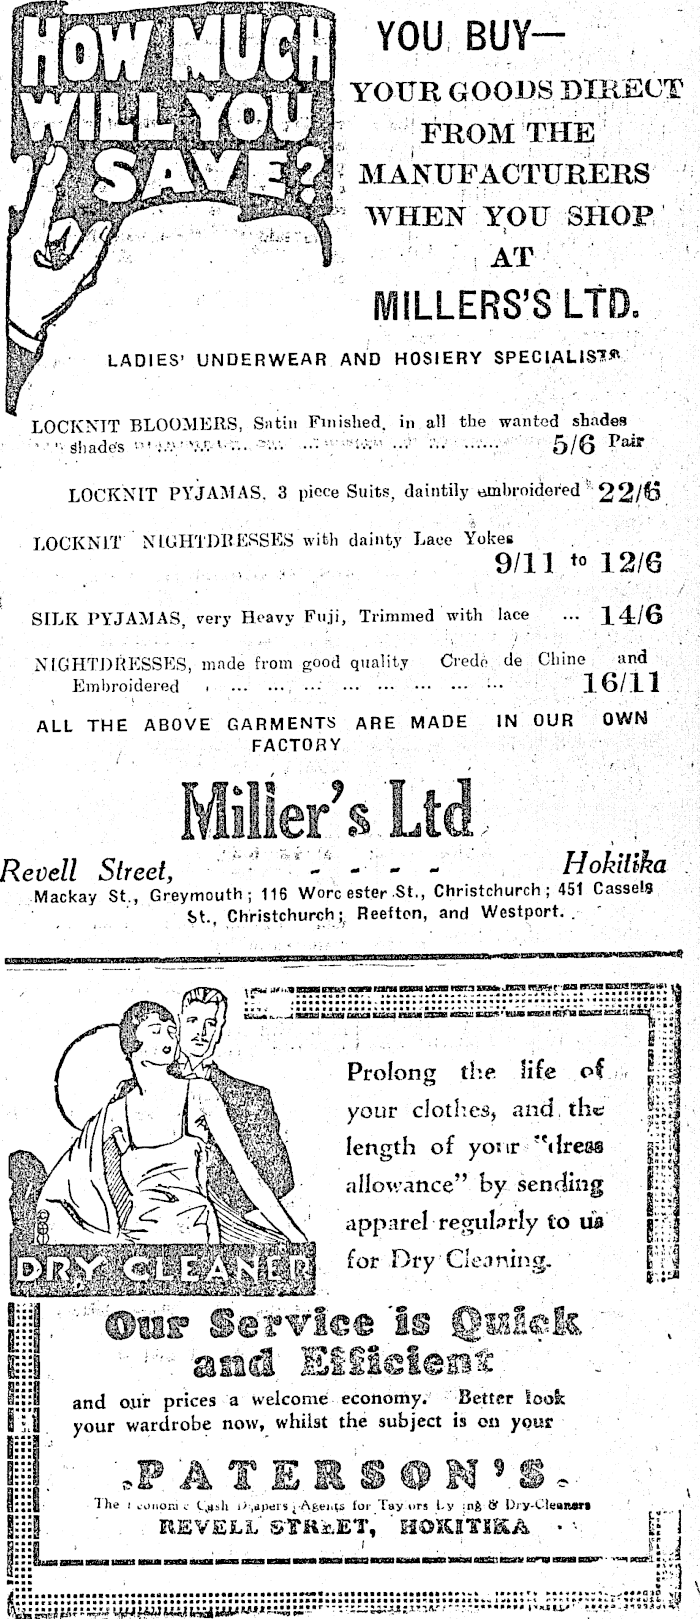 HOW MUCH
WILL YOU
SAVE?
YOU BUY—
YOUR GOODS DIRECT
FROM THE
MANUFACTURERS
WHEN YOU SHOP
AT
MILLERS'S LTD.
LADIES' UNDERWEAR AND HOSIERY SPECIALISTS
LOCKNIT BLOOMERS, Satin Finished, in all the wanted shades
shades 5/6 Pair
LOCKNIT PYJAMAS, 3 piece Suits, daintily embroidered 22/6
LOCKNIT NIGHTDRESSES with dainty Lace Yokes
9/11 to 12/6
SILK PYJAMAS, very Heavy Fuji, Trimmed with lace ... 14/6
NIGHTDRESSES, made from good quality Crede de Chine and
Embroidered ... ... ... ... ... ... ... ... 16/11
ALL THE ABOVE GARMENTS ARE MADE IN OUR OWN
FACTORY
Miller's Ltd
Revell Street, - - - - Hokitika
Mackay St., Greymouth; 116 Worcester St., Christchurch; 451 Cassels
St., Christchurch; Reefton, and Westport.
Prolong the life of
your clothes, and the
length of your "dress
allowance" by sending
apparel regularly to us
for Dry Cleaning.
DRY CLEANER
Our Service is Quick
and Efficient
and our prices a welcome economy. Better look
your wardrobe now, whilst the subject is on your
PATERSON'S.
The Economic Cash Drapers, Agents for Taylors Dying & Dry-Cleaners
REVELL STREET, HOKITIKA